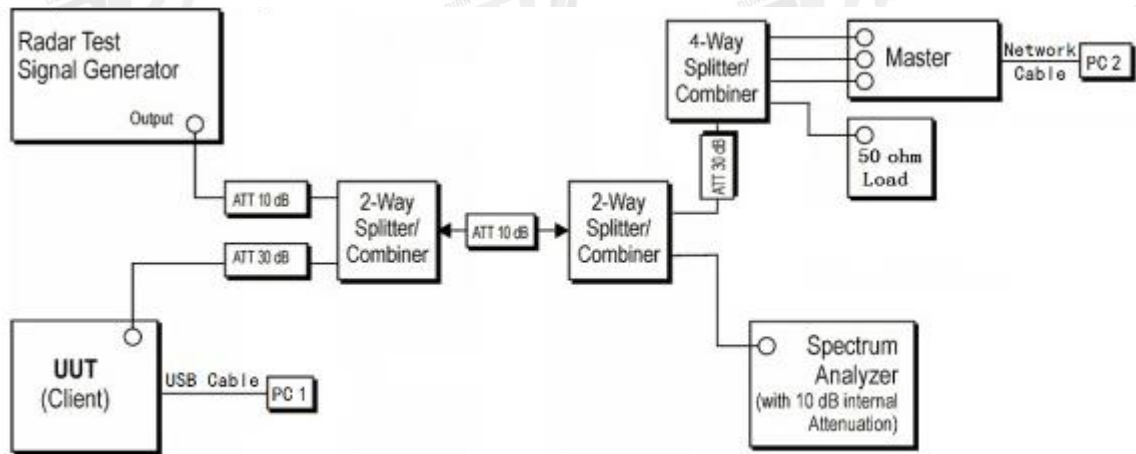 Radar Test
Signal Generator
Output
ATT 10 dB
ATT 30 dB
2-Way
Splitter/
Combiner
ATT 10 dB
2-Way
Splitter/
Combiner
ATT 30 dB
4-Way
Splitter/
Combiner
Master
Network
Cable
PC 2
50 ohm
Load
UUT
(Client)
USB Cable
PC 1
Spectrum
Analyzer
(with 10 dB internal
Attenuation)